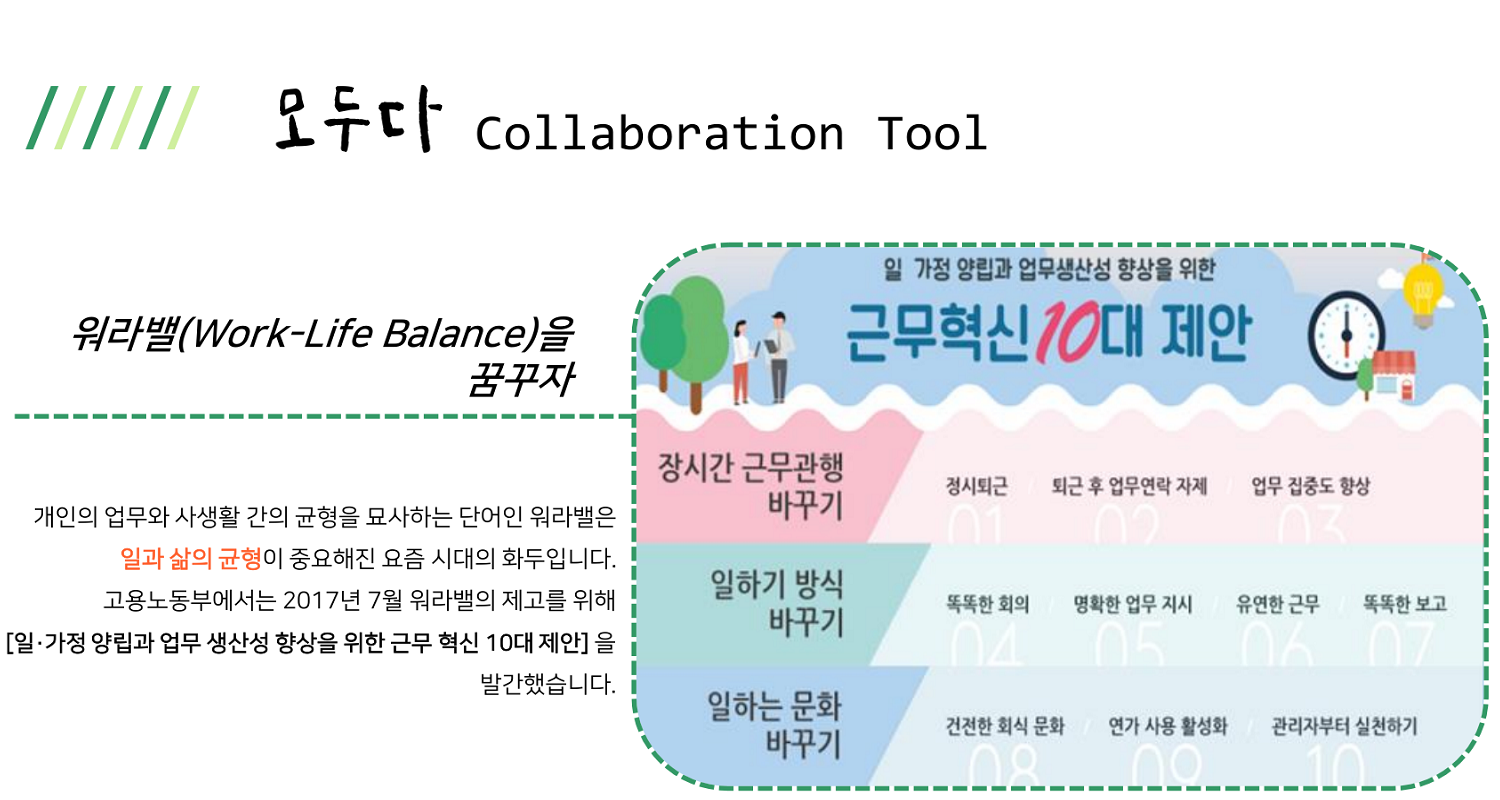 모두다 Collaboration Tool
워라밸(Work-Life Balance)을
꿈꾸자
개인의 업무와 사생활 간의 균형을 묘사하는 단어인 워라밸은
일과 삶의 균형이 중요해진 요즘 시대의 화두입니다.
고용노동부에서는 2017년 7월 워라밸의 제고를 위해
[일·가정 양립과 업무 생산성 향상을 위한 근무 혁신 10대 제안] 을
발간했습니다.
일 가정 양립과 업무생산성 향상을 위한
근무혁신 10대 제안
장시간 근무관행
바꾸기
정시퇴근 / 퇴근 후 업무연락 자제 / 업무 집중도 향상
01 02 03
일하기 방식
바꾸기
똑똑한 회의 / 명확한 업무 지시 / 유연한 근무 / 똑똑한 보고
04 05 06 07
일하는 문화
바꾸기
건전한 회식 문화 / 연가 사용 활성화 / 관리자부터 실천하기
08 09 10